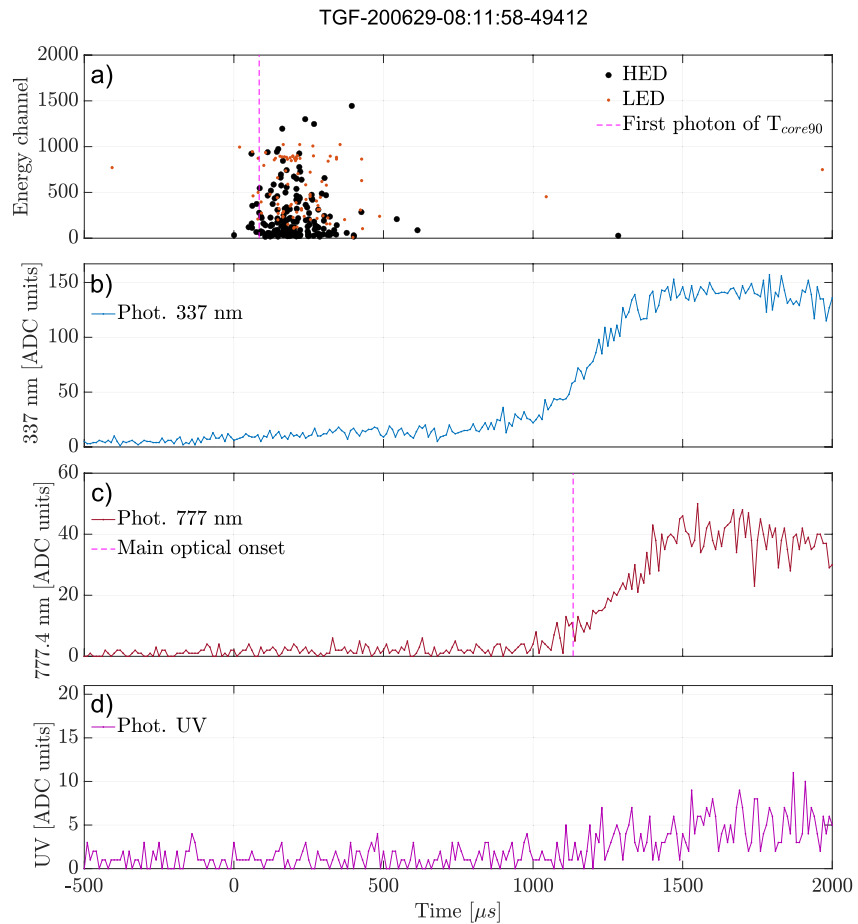 TGF-200629-08:11:58-49412
a)
HED
LED
First photon of T_core90
Energy channel
2000
1500
1000
500
0
b)
Phot. 337 nm
337 nm [ADC units]
150
100
50
0
c)
Phot. 777 nm
Main optical onset
777.4 nm [ADC units]
60
40
20
0
d)
Phot. UV
UV [ADC units]
20
15
10
5
0
-500 0 500 1000 1500 2000
Time [μs]